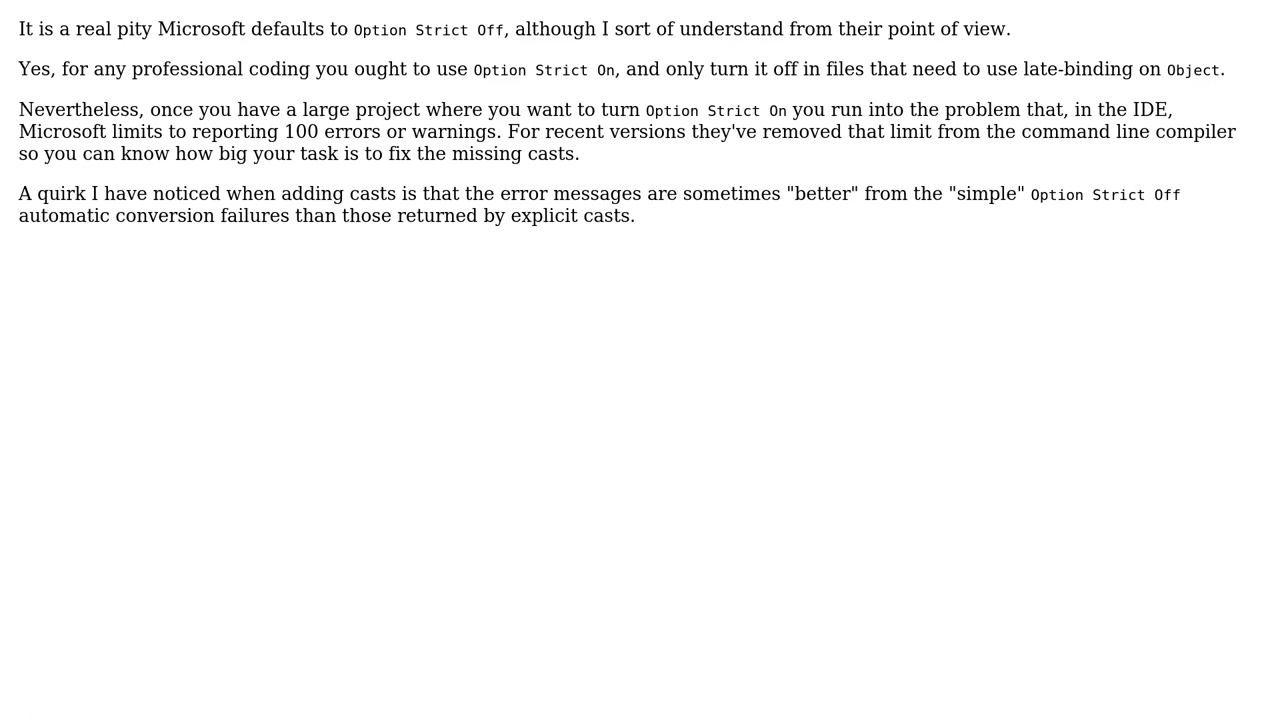 It is a real pity Microsoft defaults to Option Strict Off, although I sort of understand from their point of view.
Yes, for any professional coding you ought to use Option Strict On, and only turn it off in files that need to use late-binding on Object.
Nevertheless, once you have a large project where you want to turn Option Strict On you run into the problem that, in the IDE,
Microsoft limits to reporting 100 errors or warnings. For recent versions they've removed that limit from the command line compiler
so you can know how big your task is to fix the missing casts.
A quirk I have noticed when adding casts is that the error messages are sometimes "better" from the "simple" Option Strict Off
automatic conversion failures than those returned by explicit casts.